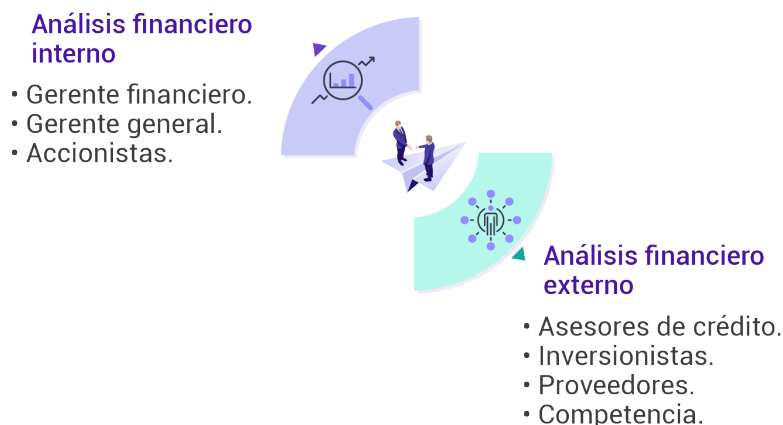 Análisis financiero
interno
• Gerente financiero.
• Gerente general.
• Accionistas.
Análisis financiero
externo
• Asesores de crédito.
• Inversionistas.
• Proveedores.
• Competencia.